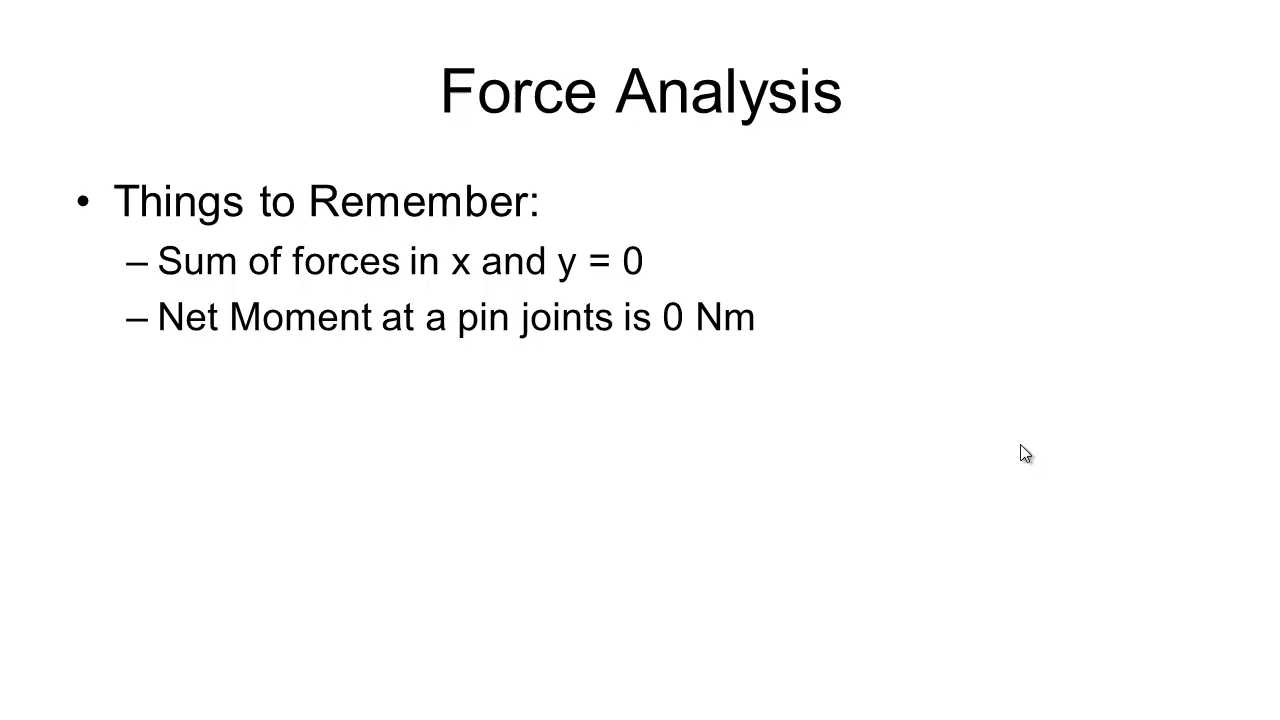 Force Analysis
• Things to Remember:
– Sum of forces in x and y = 0
– Net Moment at a pin joints is 0 Nm